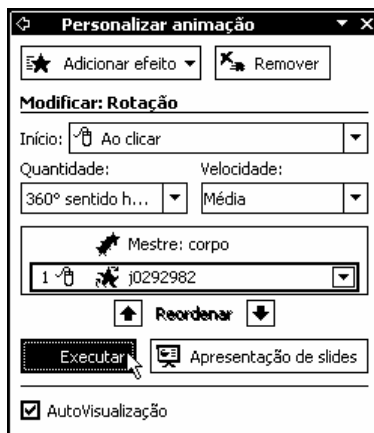 Personalizar animação
Adicionar efeito Remover
Modificar: Rotação
Início: Ao clicar
Quantidade: Velocidade:
360° sentido h... Média
Mestre: corpo
1 j0292982
Reordenar
Executar Apresentação de slides
AutoVisualização